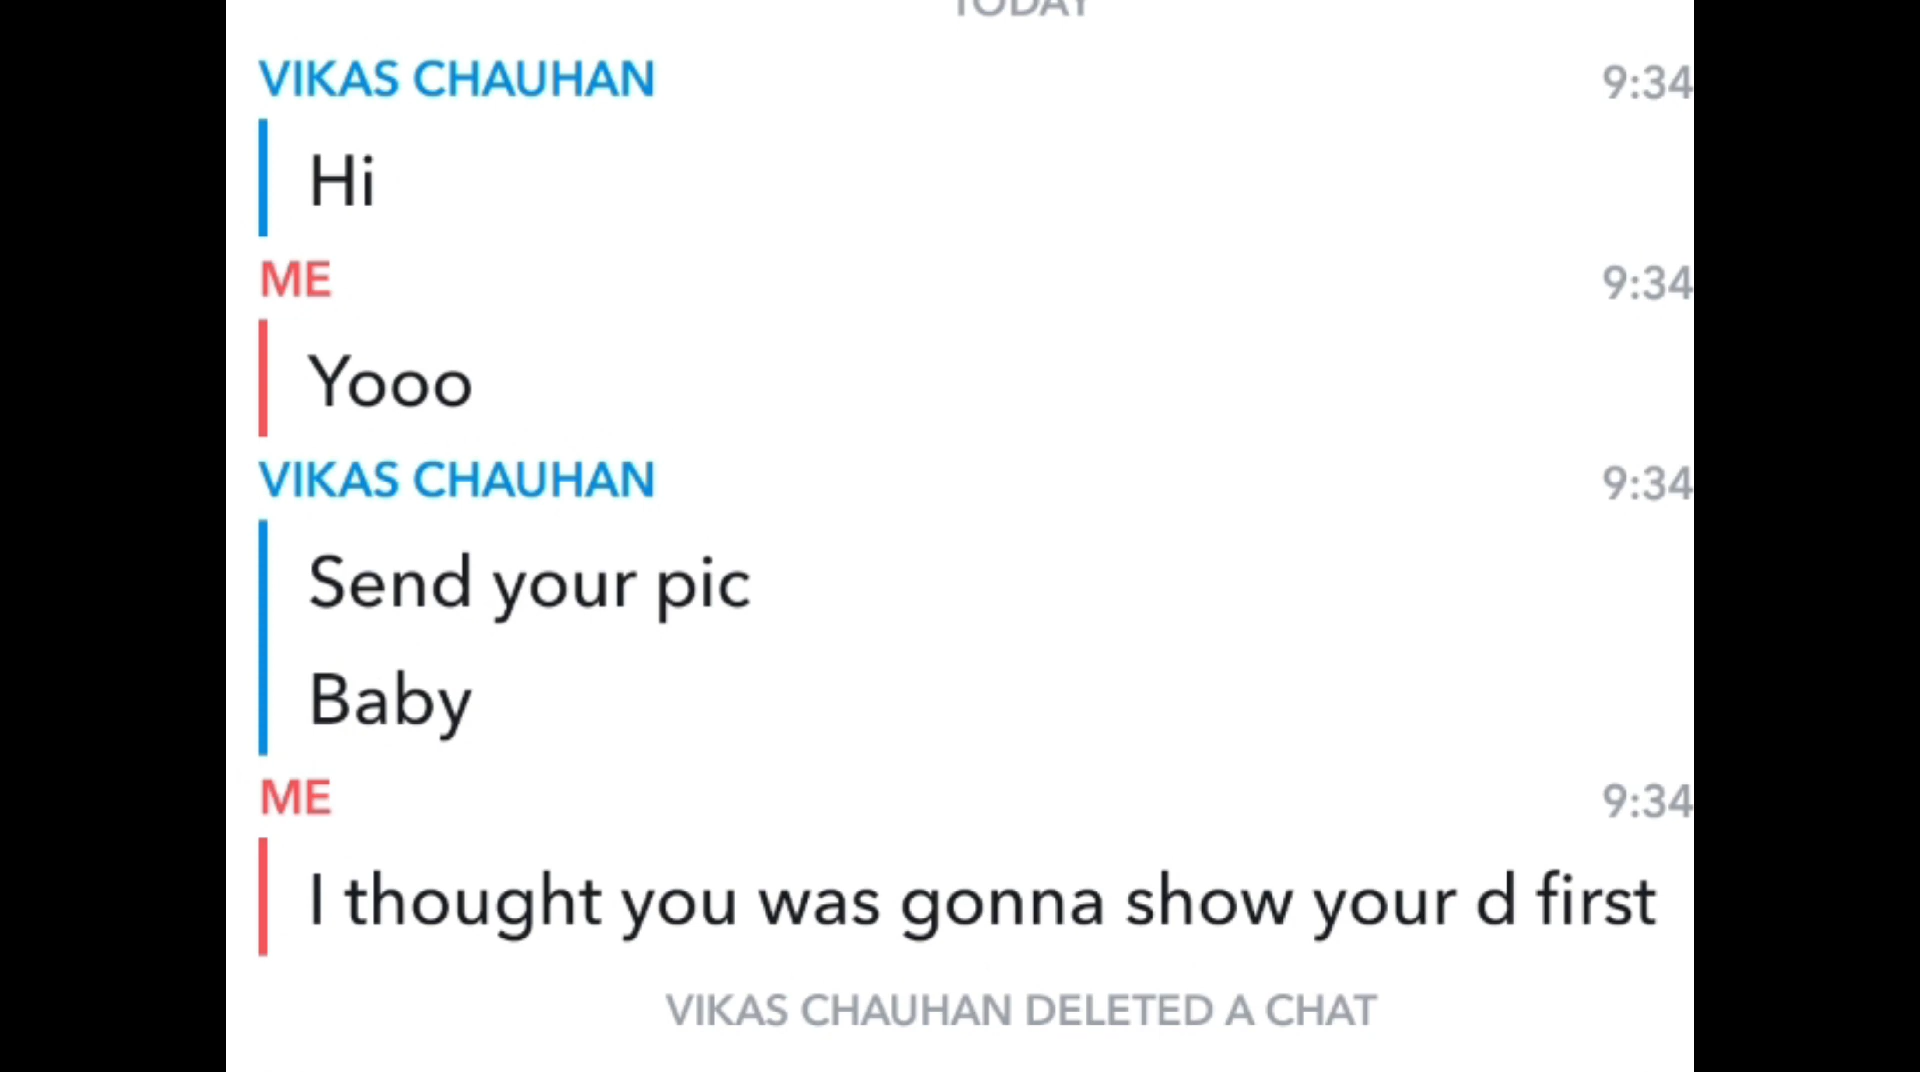 TODAY
VIKAS CHAUHAN 9:34
Hi
ME 9:34
Yooo
VIKAS CHAUHAN 9:34
Send your pic
Baby
ME 9:34
I thought you was gonna show your d first
VIKAS CHAUHAN DELETED A CHAT